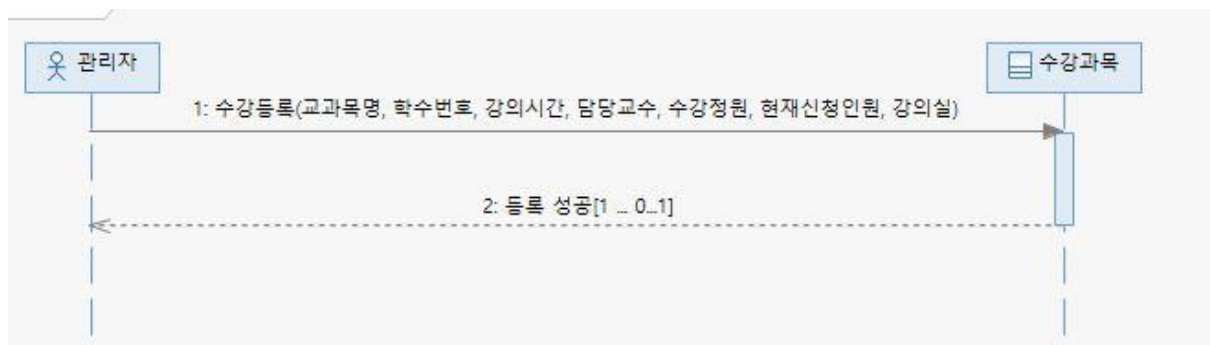 관리자
수강과목
1: 수강등록(교과목명, 학수번호, 강의시간, 담당교수, 수강정원, 현재신청인원, 강의실)
2: 등록 성공[1 ... 0...1]